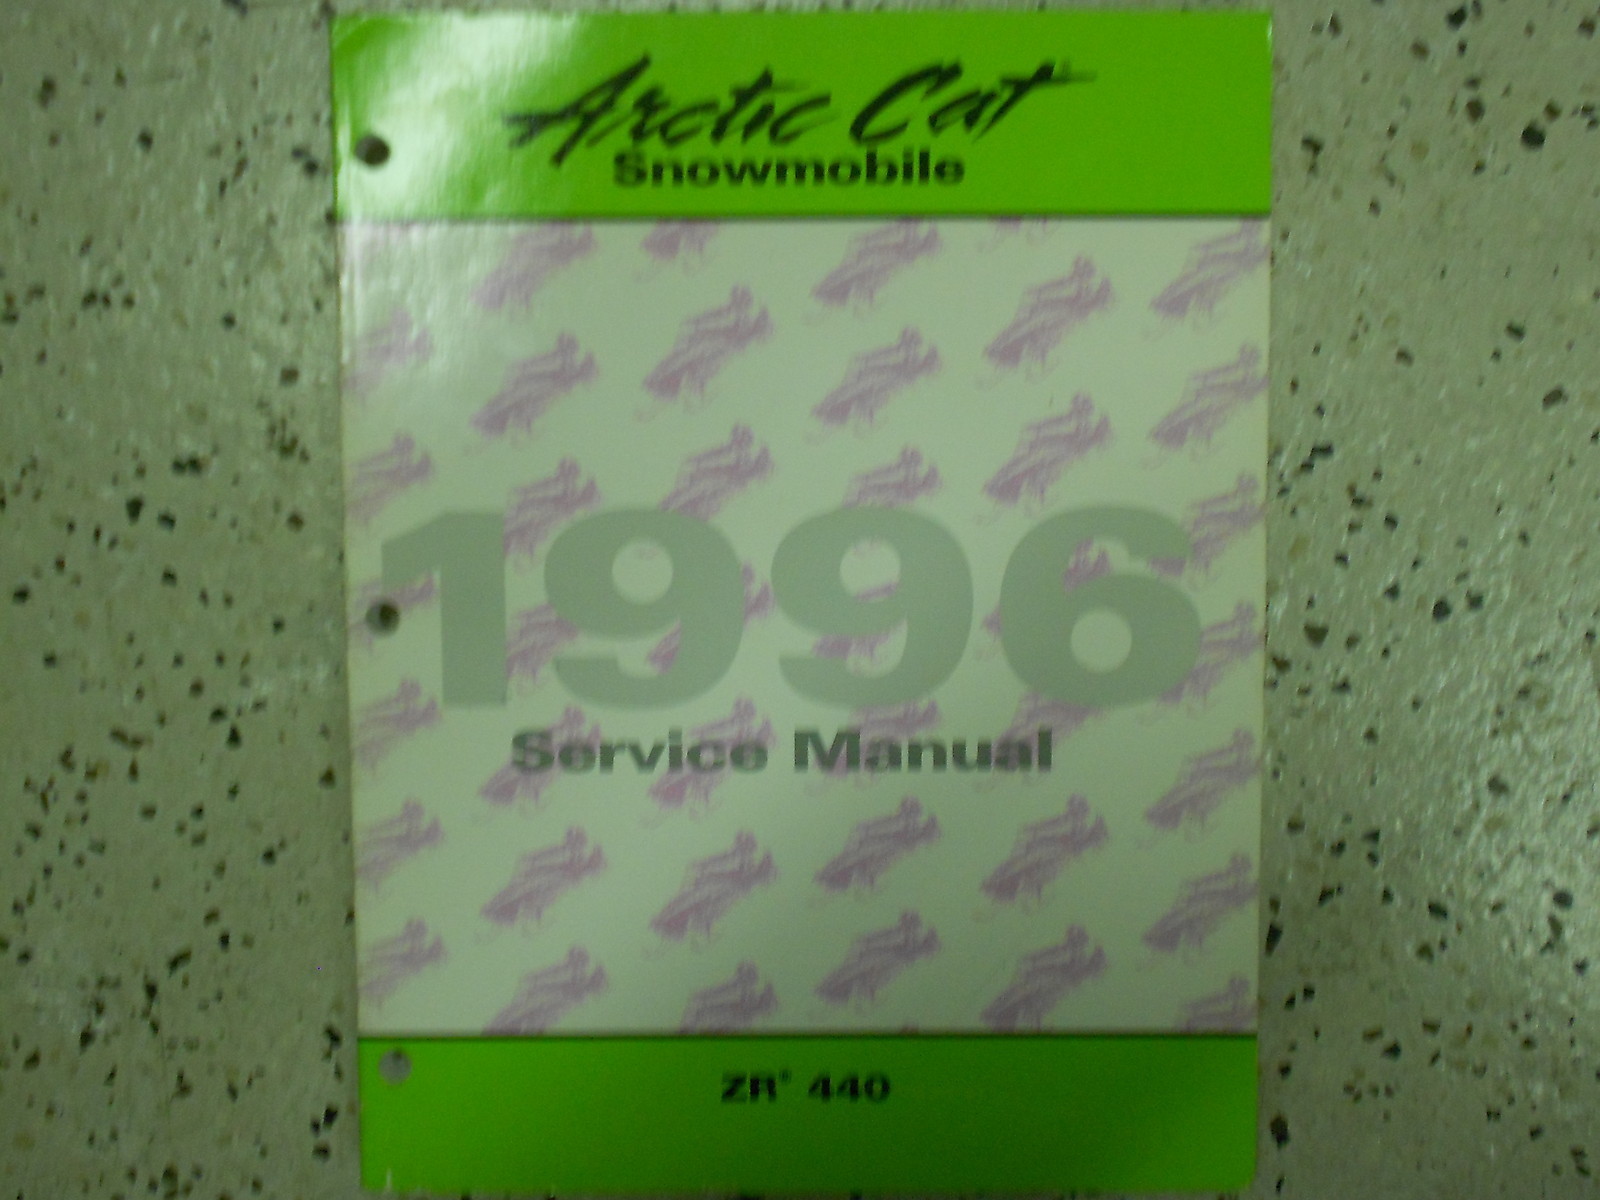 Arctic Cat®
Snowmobile
1996
Service Manual
ZR® 440